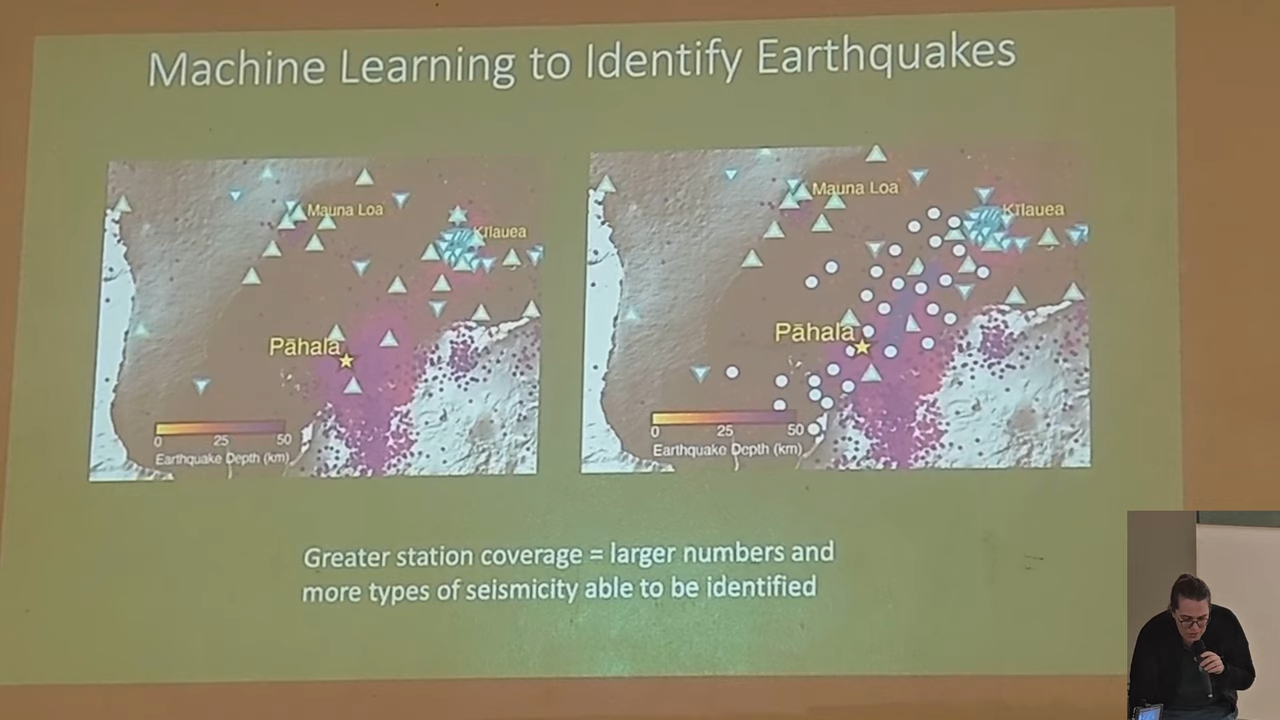 Machine Learning to Identify Earthquakes
Mauna Loa
Kīlauea
Pāhala
0 25 50
Earthquake Depth (km)
Mauna Loa
Kīlauea
Pāhala
0 25 50
Earthquake Depth (km)
Greater station coverage = larger numbers and
more types of seismicity able to be identified